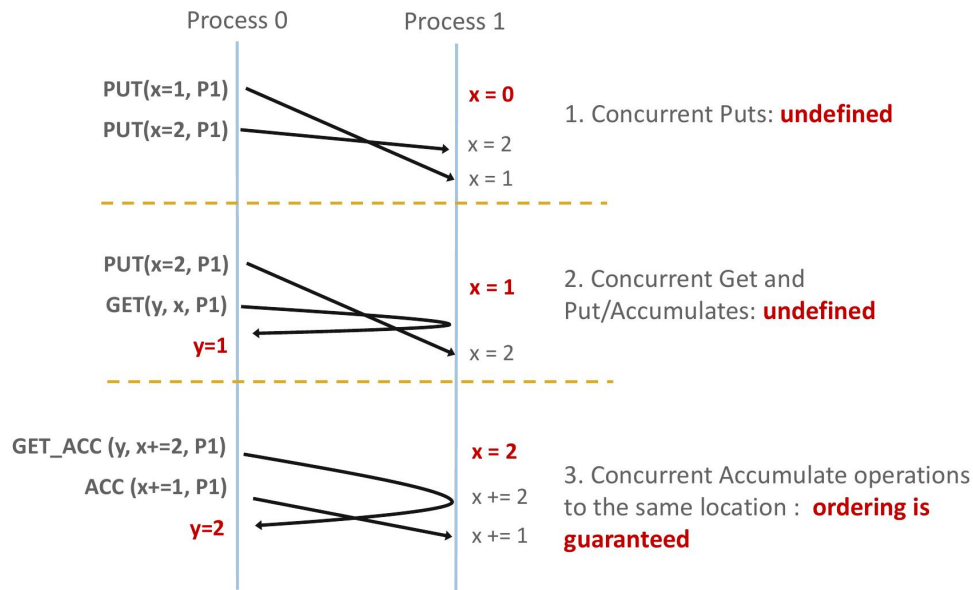 Process 0
Process 1
PUT(x=1, P1)
PUT(x=2, P1)
x = 0
x = 2
x = 1
1. Concurrent Puts: undefined
PUT(x=2, P1)
GET(y, x, P1)
y=1
x = 1
x = 2
2. Concurrent Get and
Put/Accumulates: undefined
GET_ACC (y, x+=2, P1)
ACC (x+=1, P1)
y=2
x = 2
x += 2
x += 1
3. Concurrent Accumulate operations
to the same location : ordering is
guaranteed